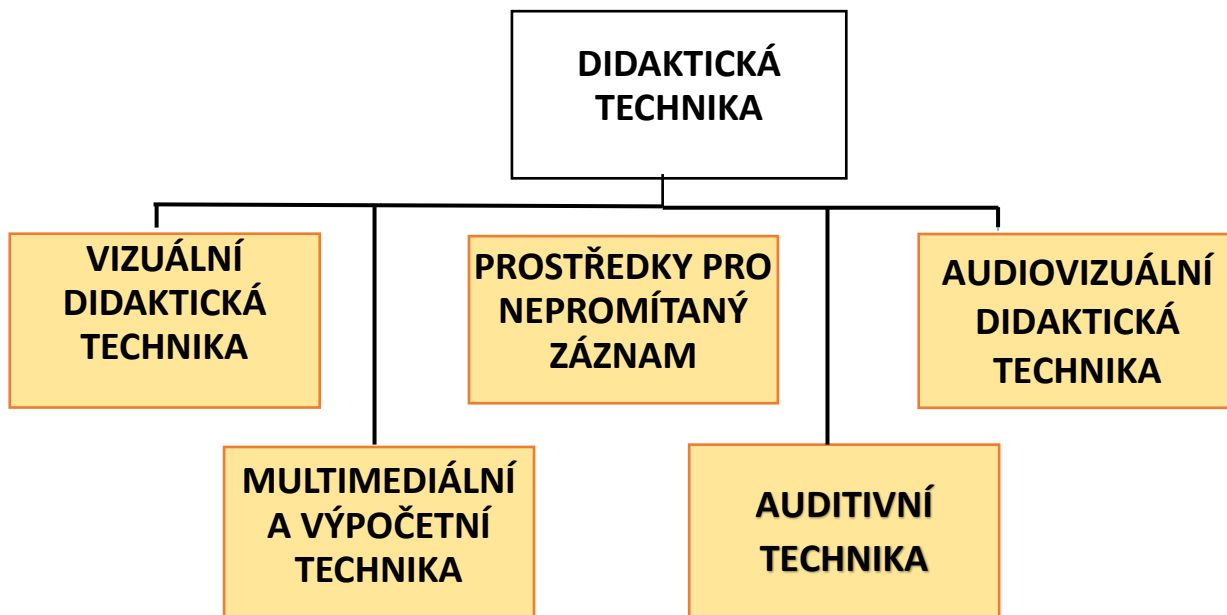 DIDAKTICKÁ
TECHNIKA
VIZUÁLNÍ
DIDAKTICKÁ
TECHNIKA
PROSTŘEDKY PRO
NEPROMÍTANÝ
ZÁZNAM
AUDIOVIZUÁLNÍ
DIDAKTICKÁ
TECHNIKA
MULTIMEDIÁLNÍ
A VÝPOČETNÍ
TECHNIKA
AUDITIVNÍ
TECHNIKA